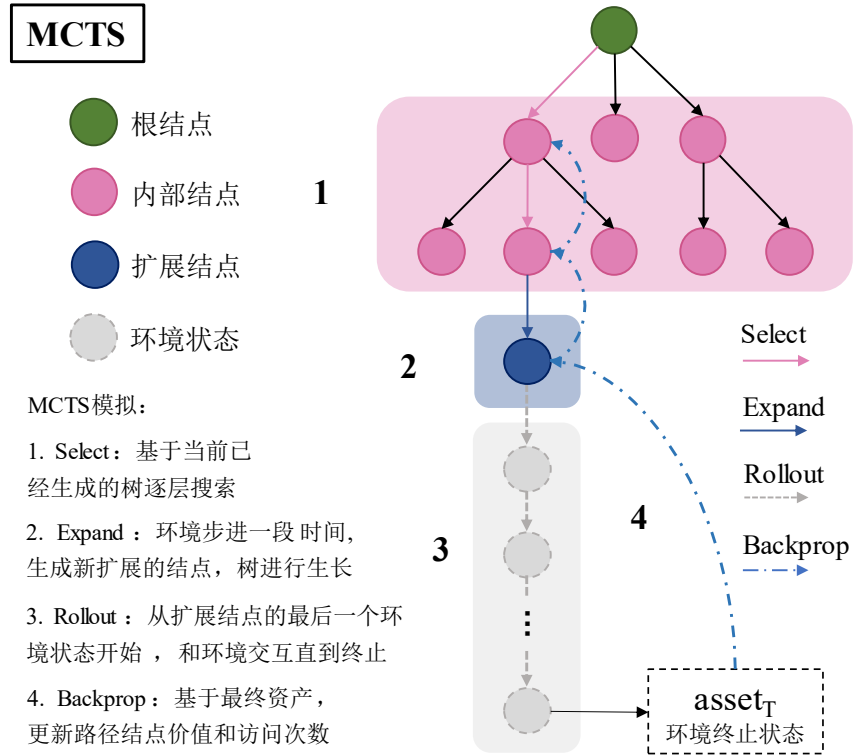 MCTS
根结点
内部结点
扩展结点
环境状态
1
2
3
4
Select
Expand
Rollout
Backprop
MCTS模拟：
1. Select：基于当前已
经生成的树逐层搜索
2. Expand ：环境步进一段 时间,
生成新扩展的结点，树进行生长
3. Rollout ：从扩展结点的最后一个环
境状态开始 ，和环境交互直到终止
4. Backprop：基于最终资产，
更新路径结点价值和访问次数
⋮
asset_T
环境终止状态